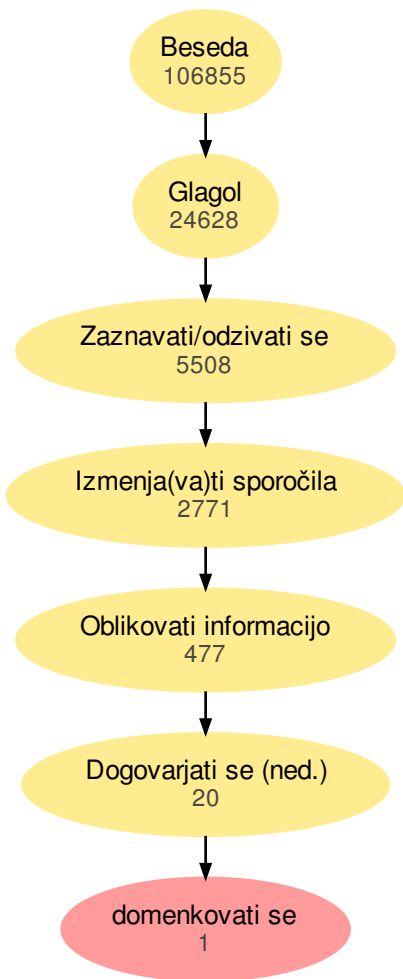 Beseda
106855
Glagol
24628
Zaznavati/odzivati se
5508
Izmenja(va)ti sporočila
2771
Oblikovati informacijo
477
Dogovarjati se (ned.)
20
domenkovati se
1